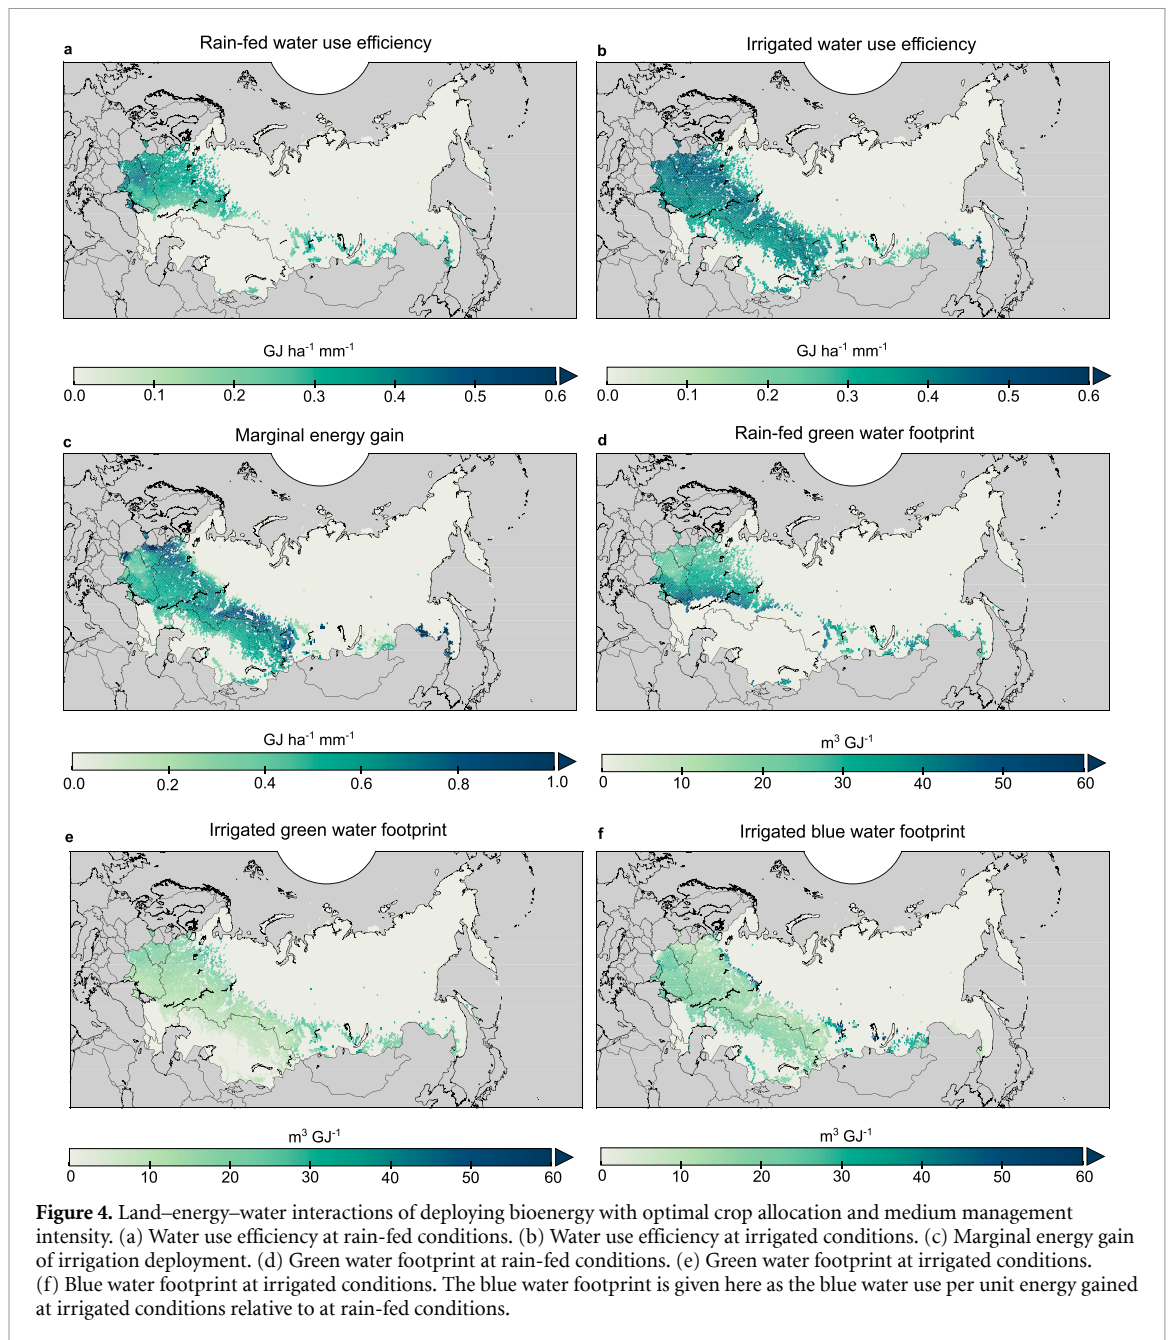 a
Rain-fed water use efficiency
b
Irrigated water use efficiency
GJ ha⁻¹ mm⁻¹
0.0 0.1 0.2 0.3 0.4 0.5 0.6
GJ ha⁻¹ mm⁻¹
0.0 0.1 0.2 0.3 0.4 0.5 0.6
c
Marginal energy gain
d
Rain-fed green water footprint
GJ ha⁻¹ mm⁻¹
0.0 0.2 0.4 0.6 0.8 1.0
m³ GJ⁻¹
0 10 20 30 40 50 60
e
Irrigated green water footprint
f
Irrigated blue water footprint
m³ GJ⁻¹
0 10 20 30 40 50 60
m³ GJ⁻¹
0 10 20 30 40 50 60
Figure 4. Land–energy–water interactions of deploying bioenergy with optimal crop allocation and medium management
intensity. (a) Water use efficiency at rain-fed conditions. (b) Water use efficiency at irrigated conditions. (c) Marginal energy gain
of irrigation deployment. (d) Green water footprint at rain-fed conditions. (e) Green water footprint at irrigated conditions.
(f) Blue water footprint at irrigated conditions. The blue water footprint is given here as the blue water use per unit energy gained
at irrigated conditions relative to at rain-fed conditions.